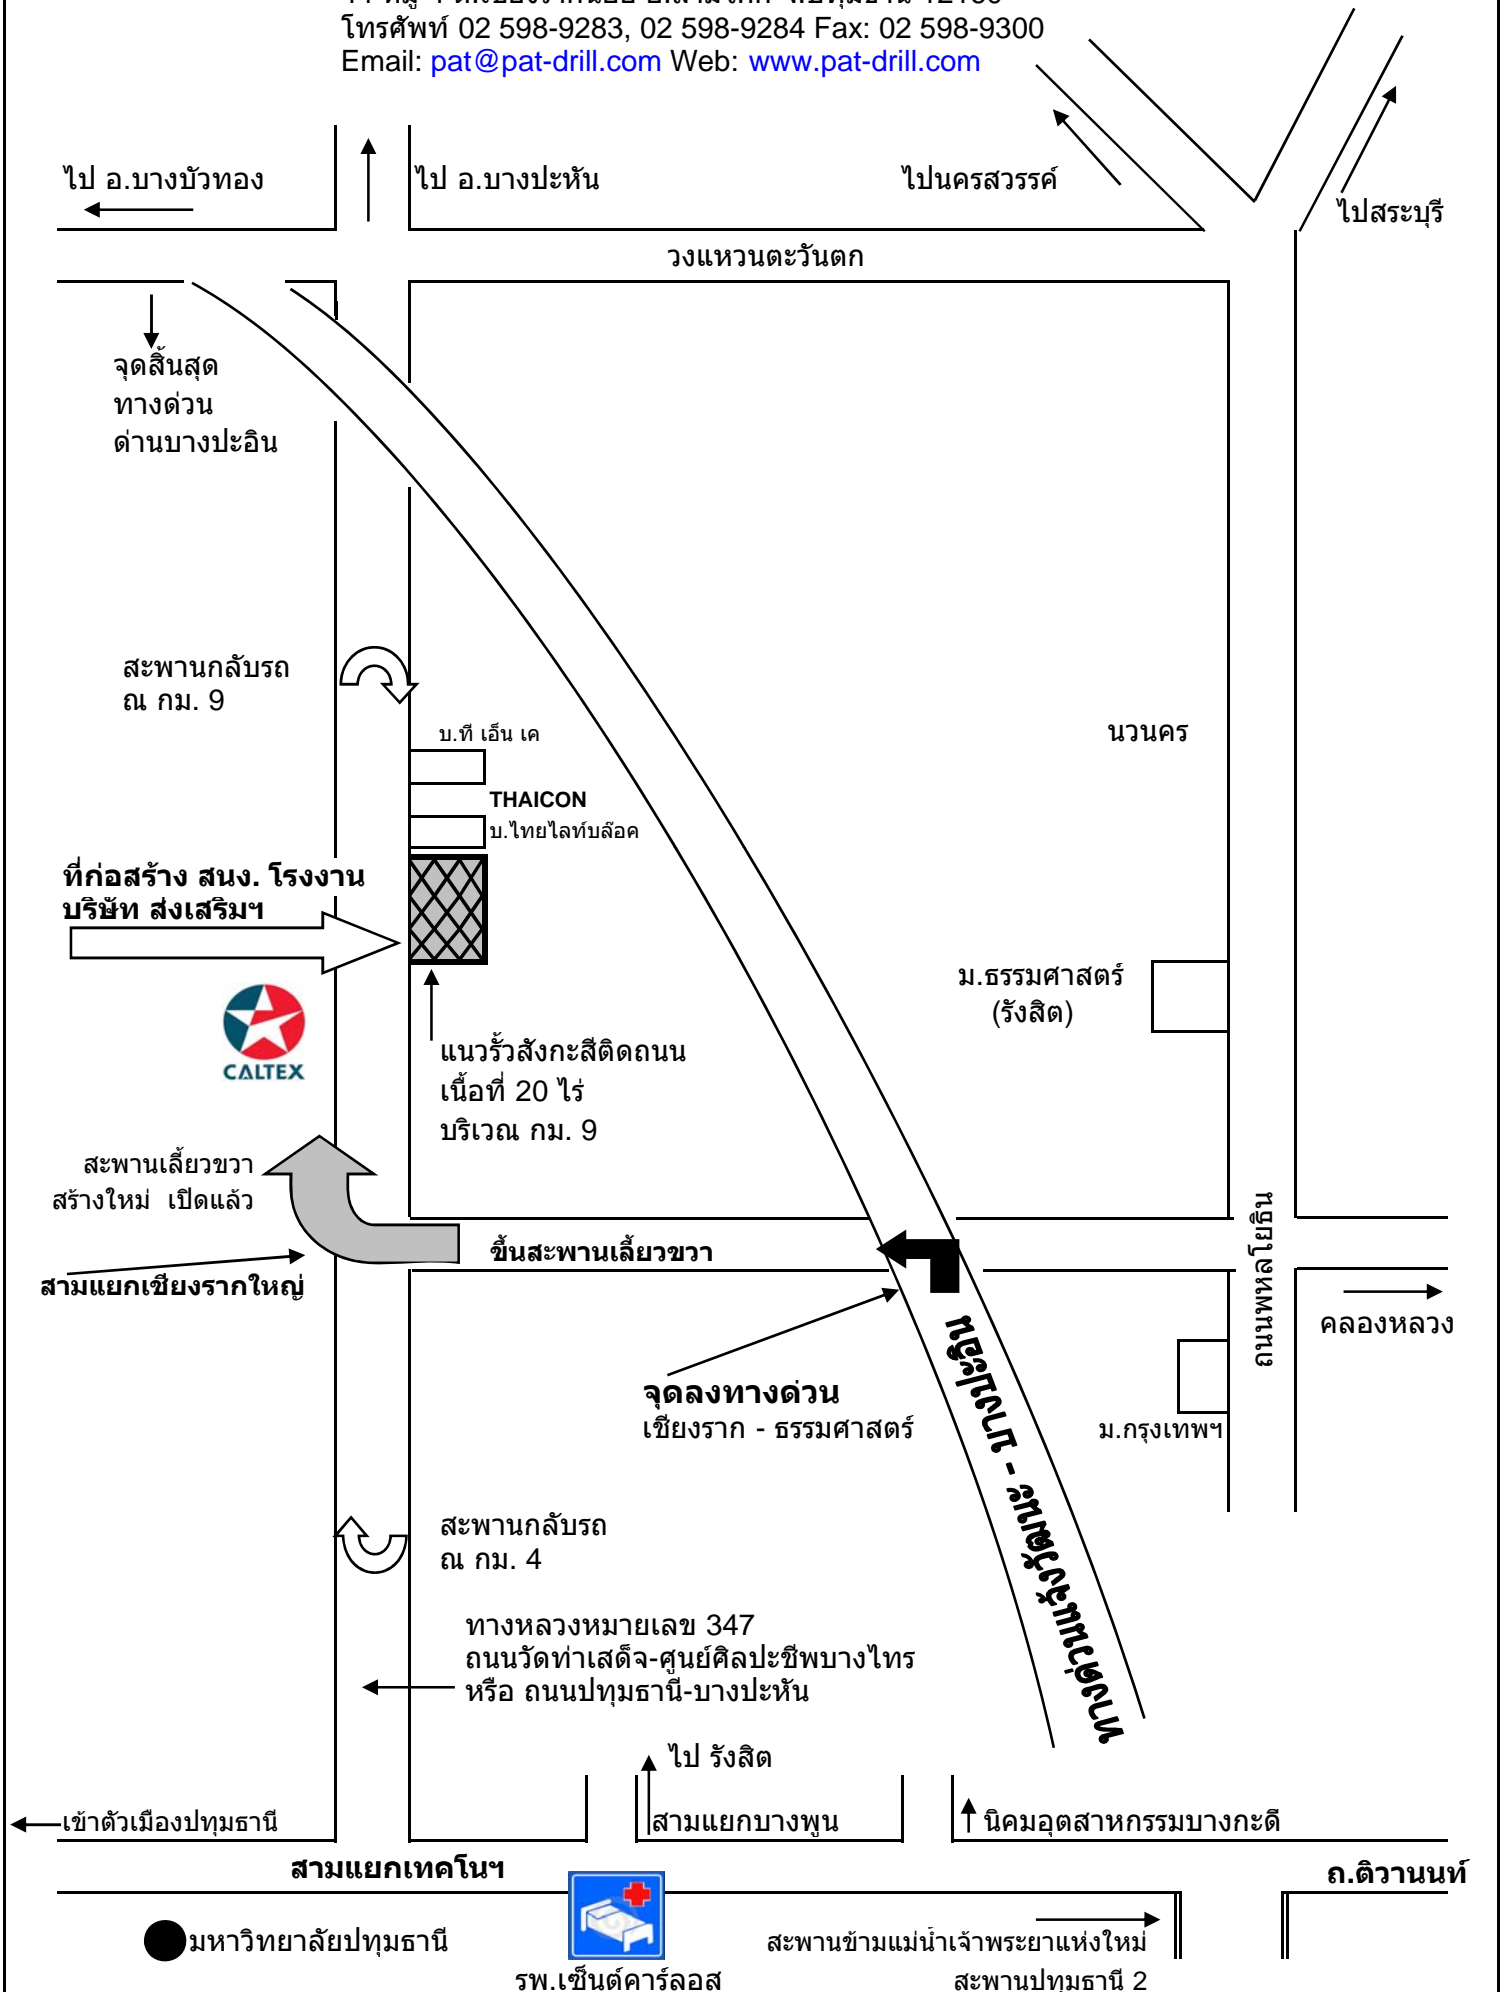 โทรศัพท์ 02 598-9283, 02 598-9284 Fax: 02 598-9300
Email: pat@pat-drill.com Web: www.pat-drill.com
ไป อ.บางบัวทอง
ไป อ.บางปะหัน
ไปนครสวรรค์
ไปสระบุรี
วงแหวนตะวันตก
จุดสิ้นสุด
ทางด่วน
ด่านบางปะอิน
สะพานกลับรถ
ณ กม. 9
บ.ที เอ็น เค
นวนคร
THAICON
บ.ไทยไลท์บล๊อค
ที่ก่อสร้าง สนง. โรงงาน
บริษัท ส่งเสริมฯ
CALTEX
ม.ธรรมศาสตร์
(รังสิต)
แนวรั้วสังกะสีติดถนน
เนื้อที่ 20 ไร่
บริเวณ กม. 9
สะพานเลี้ยวขวา
สร้างใหม่ เปิดแล้ว
ขึ้นสะพานเลี้ยวขวา
สามแยกเชียงรากใหญ่
ถนนพหลโยธิน
คลองหลวง
จุดลงทางด่วน
เชียงราก - ธรรมศาสตร์
ม.กรุงเทพฯ
ทางด่วนแจ้งวัฒนะ - บางปะอิน
สะพานกลับรถ
ณ กม. 4
ทางหลวงหมายเลข 347
ถนนวัดท่าเสด็จ-ศูนย์ศิลปะชีพบางไทร
หรือ ถนนปทุมธานี-บางปะหัน
ไป รังสิต
เข้าตัวเมืองปทุมธานี
สามแยกบางพูน
นิคมอุตสาหกรรมบางกะดี
สามแยกเทคโนฯ
ถ.ติวานนท์
มหาวิทยาลัยปทุมธานี
รพ.เซ็นต์คาร์ลอส
สะพานข้ามแม่น้ำเจ้าพระยาแห่งใหม่
สะพานปทุมธานี 2